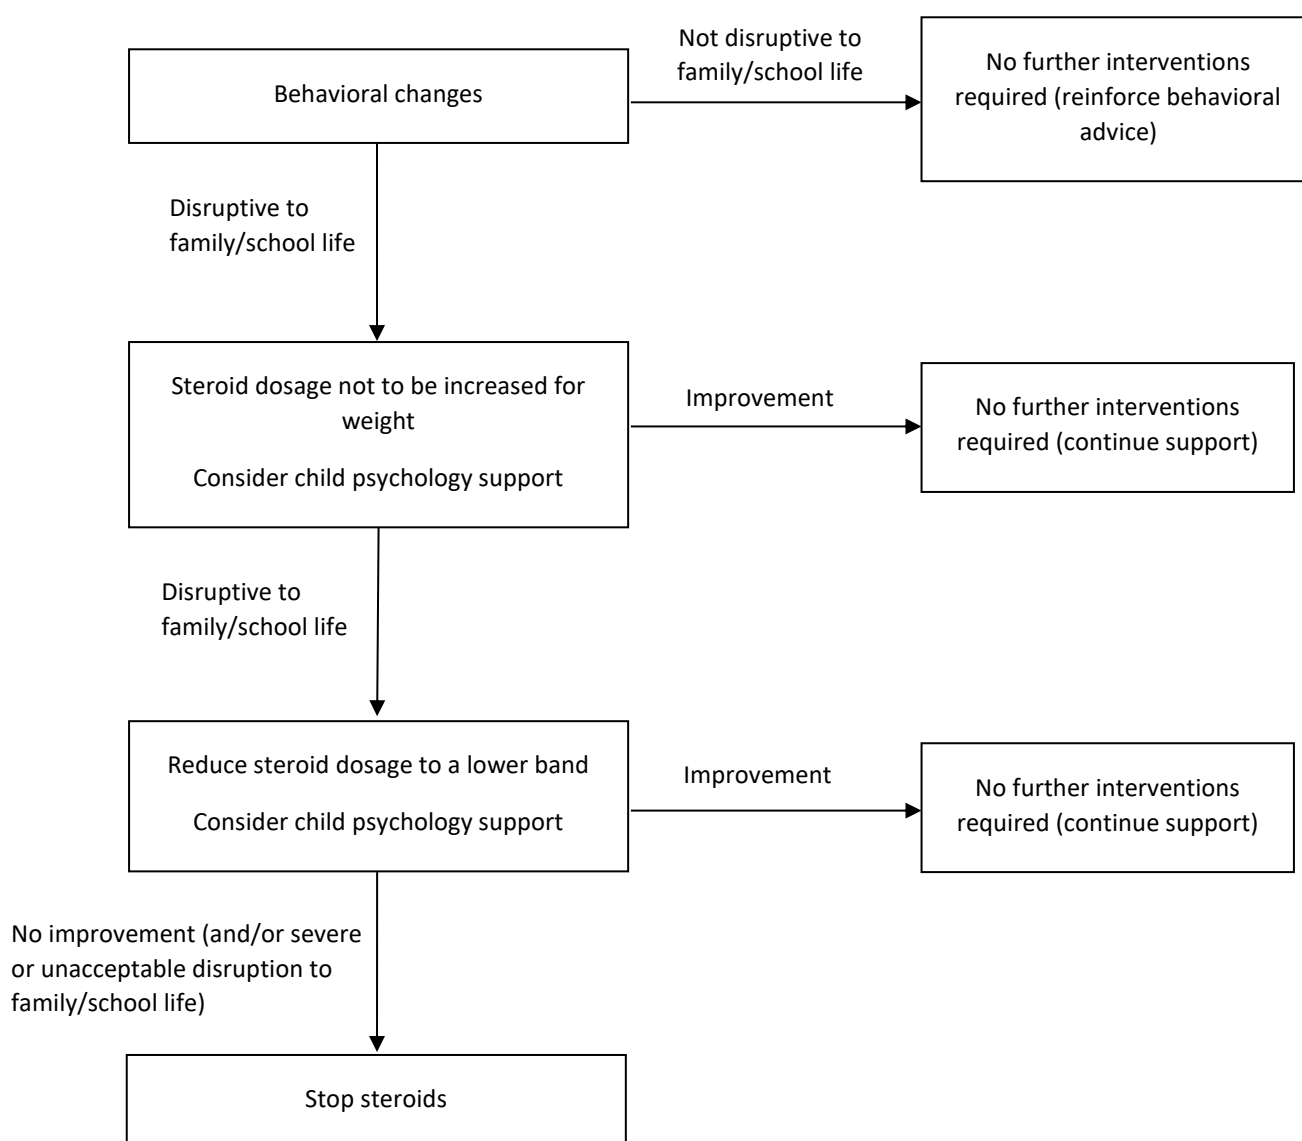 Behavioral changes
Not disruptive to
family/school life
No further interventions
required (reinforce behavioral
advice)
Disruptive to
family/school life
Steroid dosage not to be increased for
weight
Consider child psychology support
Improvement
No further interventions
required (continue support)
Disruptive to
family/school life
Reduce steroid dosage to a lower band
Consider child psychology support
Improvement
No further interventions
required (continue support)
No improvement (and/or severe
or unacceptable disruption to
family/school life)
Stop steroids